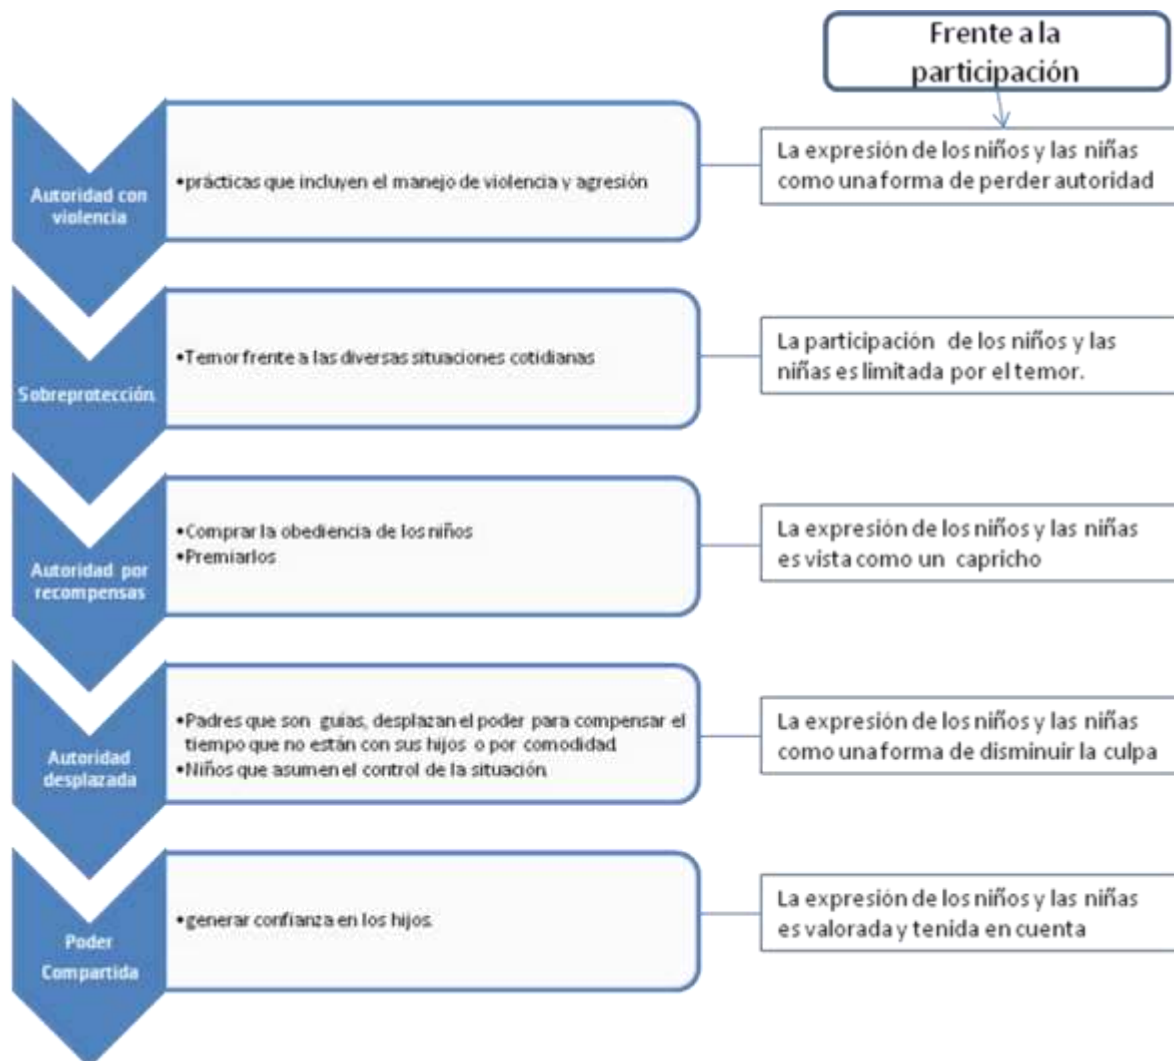 Frente a la
participación
Autoridad con
violencia
•prácticas que incluyen el manejo de violencia y agresión
La expresión de los niños y las niñas
como una forma de perder autoridad
Sobreprotección.
•Temor frente a las diversas situaciones cotidianas
La participación de los niños y las
niñas es limitada por el temor.
Autoridad por
recompensas
•Comprar la obediencia de los niños
•Premiarlos
La expresión de los niños y las niñas
es vista como un capricho
Autoridad
desplazada
•Padres que son guías, desplazan el poder para compensar el
tiempo que no están con sus hijos o por comodidad.
•Niños que asumen el control de la situación.
La expresión de los niños y las niñas
como una forma de disminuir la culpa
Poder
Compartida
•generar confianza en los hijos.
La expresión de los niños y las niñas
es valorada y tenida en cuenta